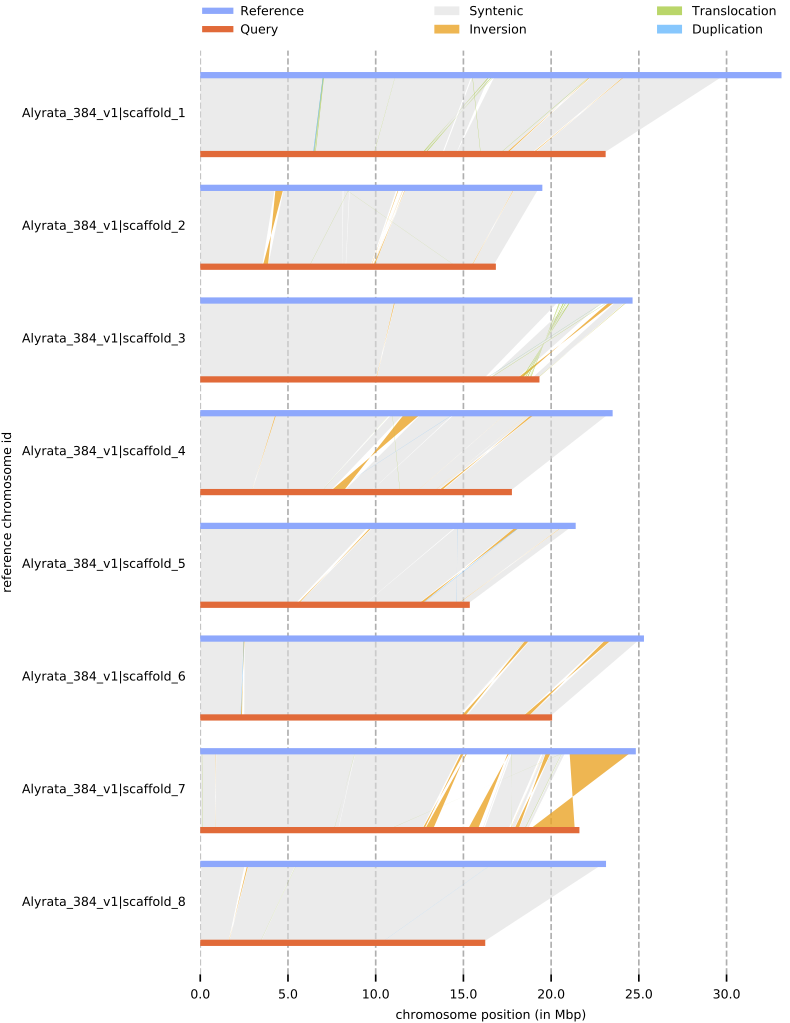 Reference Syntenic Translocation
Query Inversion Duplication
Alyrata_384_v1|scaffold_1
Alyrata_384_v1|scaffold_2
Alyrata_384_v1|scaffold_3
Alyrata_384_v1|scaffold_4
reference chromosome id
Alyrata_384_v1|scaffold_5
Alyrata_384_v1|scaffold_6
Alyrata_384_v1|scaffold_7
Alyrata_384_v1|scaffold_8
0.0 5.0 10.0 15.0 20.0 25.0 30.0
chromosome position (in Mbp)